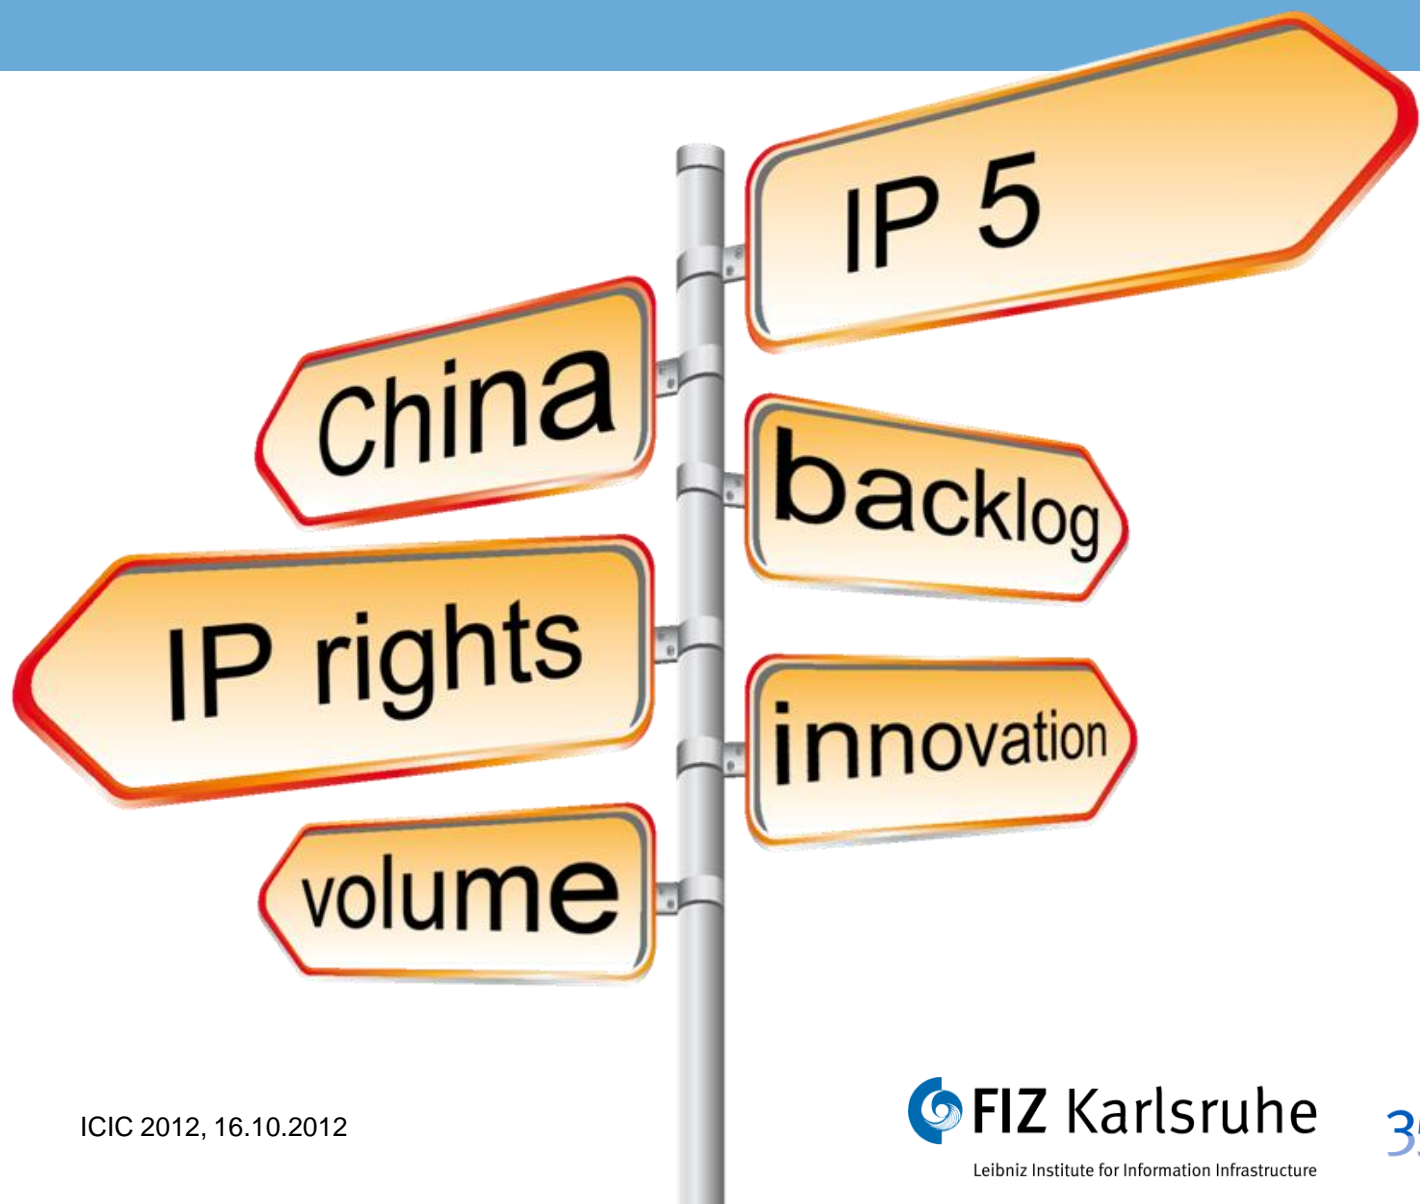 IP 5
China
backlog
IP rights
innovation
volume
ICIC 2012, 16.10.2012
FIZ Karlsruhe
Leibniz Institute for Information Infrastructure